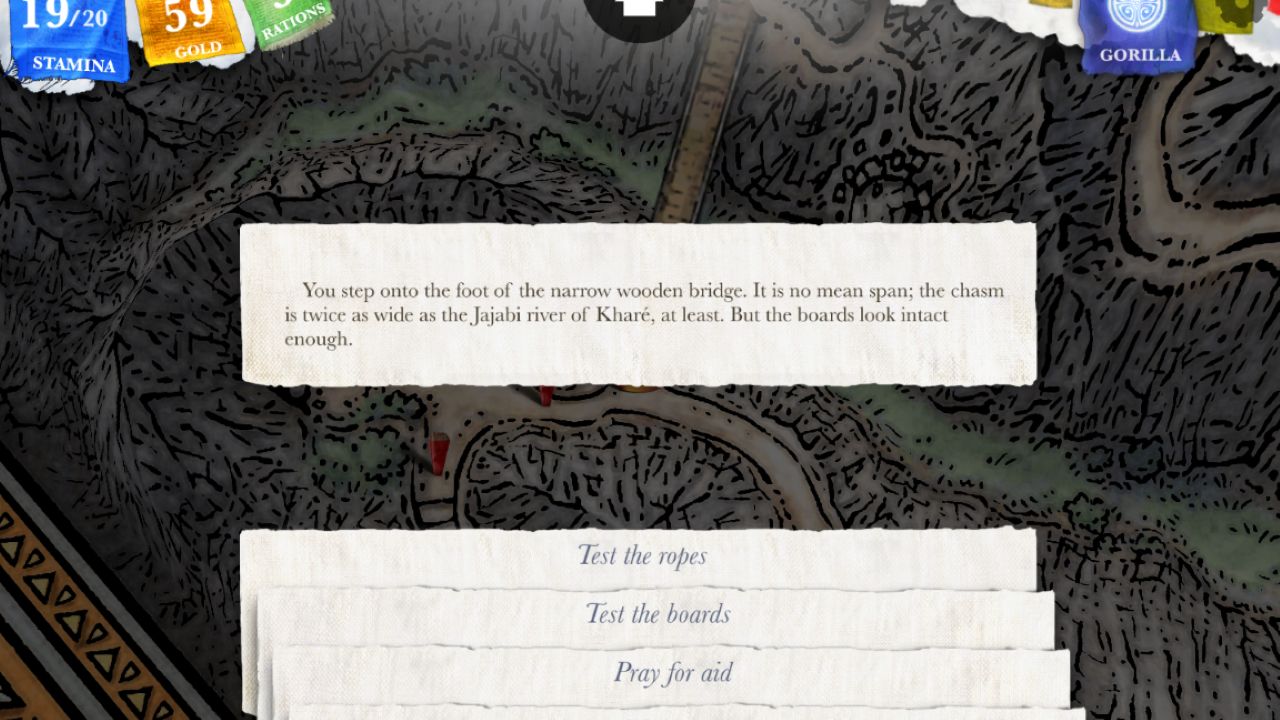 19/20
STAMINA
59
GOLD
RATIONS
GORILLA
You step onto the foot of the narrow wooden bridge. It is no mean span; the chasm
is twice as wide as the Jajabi river of Kharé, at least. But the boards look intact
enough.
Test the ropes
Test the boards
Pray for aid